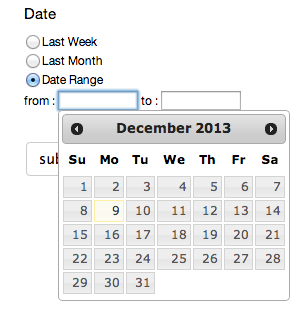 Date
Last Week
Last Month
Date Range
from : to :
December 2013
Su Mo Tu We Th Fr Sa
1 2 3 4 5 6 7
8 9 10 11 12 13 14
15 16 17 18 19 20 21
22 23 24 25 26 27 28
29 30 31